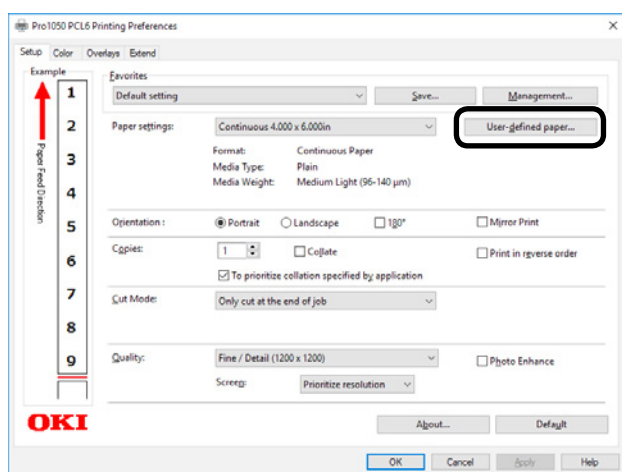 Pro1050 PCL6 Printing Preferences
Setup Color Overlays Extend
Example
Paper Feed Direction
1
2
3
4
5
6
7
8
9
OKI
Favorites
Default setting Save... Management...
Paper settings: Continuous 4.000 x 6.000in User-defined paper...
Format: Continuous Paper
Media Type: Plain
Media Weight: Medium Light (96-140 µm)
Orientation : Portrait Landscape 180° Mirror Print
Copies: 1 Collate Print in reverse order
To prioritize collation specified by application
Cut Mode: Only cut at the end of job
Quality: Fine / Detail (1200 x 1200) Photo Enhance
Screen: Prioritize resolution
About... Default
OK Cancel Apply Help